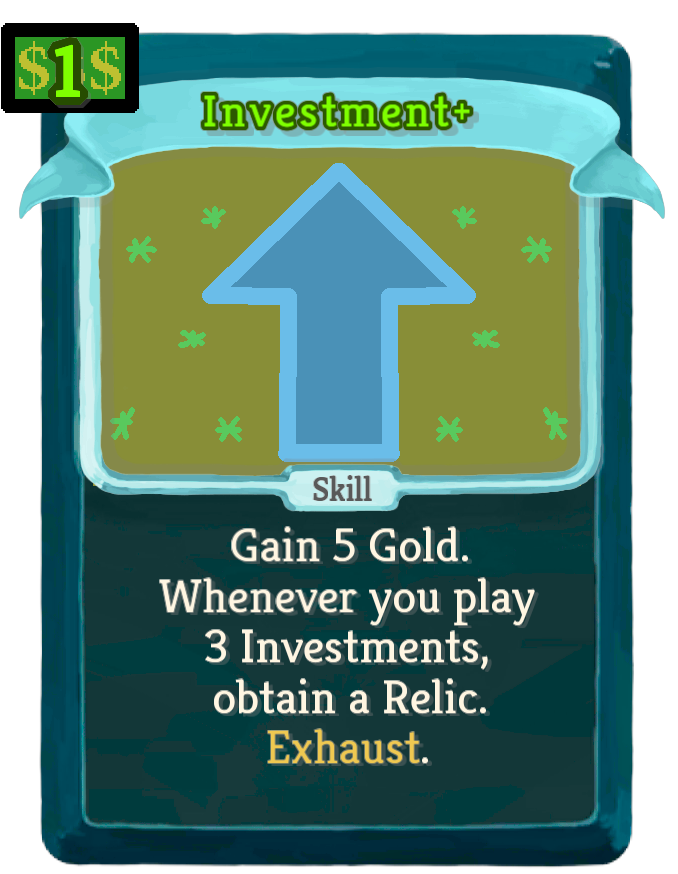 $1$
Investment+
Skill
Gain 5 Gold.
Whenever you play
3 Investments,
obtain a Relic.
Exhaust.